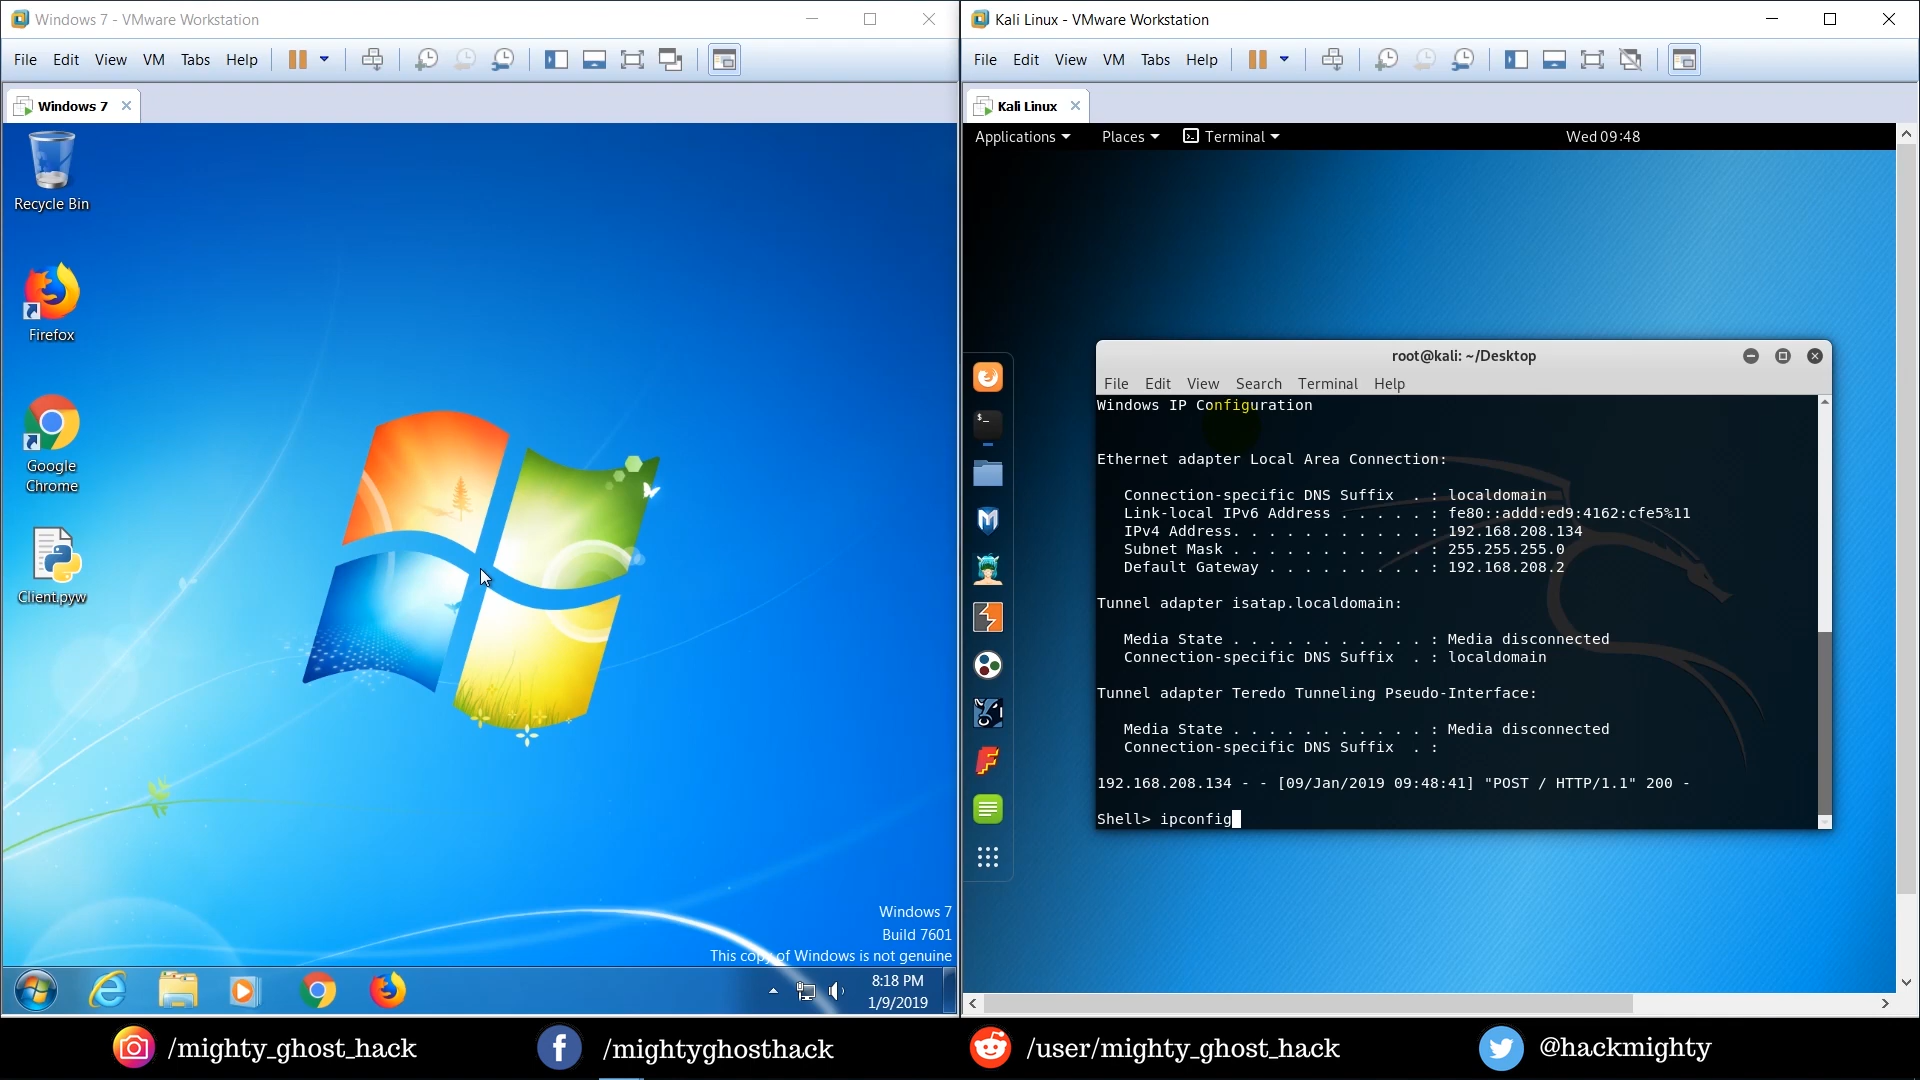 Windows 7 - VMware Workstation
File Edit View VM Tabs Help
Windows 7
Recycle Bin
Firefox
Google
Chrome
Client.pyw
Windows 7
Build 7601
This copy of Windows is not genuine
8:18 PM
1/9/2019
Kali Linux - VMware Workstation
File Edit View VM Tabs Help
Kali Linux
Applications Places Terminal Wed 09:48
root@kali: ~/Desktop
File Edit View Search Terminal Help
Windows IP Configuration
Ethernet adapter Local Area Connection:
Connection-specific DNS Suffix  . : localdomain
Link-local IPv6 Address . . . . . : fe80::addd:ed9:4162:cfe5%11
IPv4 Address. . . . . . . . . . . : 192.168.208.134
Subnet Mask . . . . . . . . . . . : 255.255.255.0
Default Gateway . . . . . . . . . : 192.168.208.2
Tunnel adapter isatap.localdomain:
Media State . . . . . . . . . . . : Media disconnected
Connection-specific DNS Suffix  . : localdomain
Tunnel adapter Teredo Tunneling Pseudo-Interface:
Media State . . . . . . . . . . . : Media disconnected
Connection-specific DNS Suffix  . :
192.168.208.134 - - [09/Jan/2019 09:48:41] "POST / HTTP/1.1" 200 -
Shell> ipconfig
/mighty_ghost_hack /mightyghosthack /user/mighty_ghost_hack @hackmighty